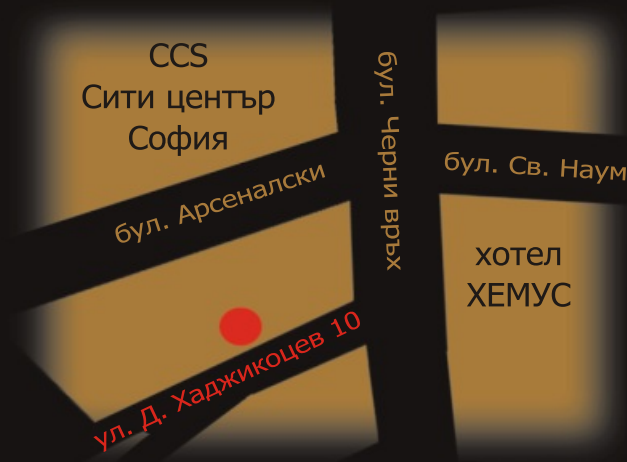 CCS
Сити център
София
бул. Арсеналски
бул. Черни връх
бул. Св. Наум
хотел
ХЕМУС
ул. Д. Хаджикоцев 10